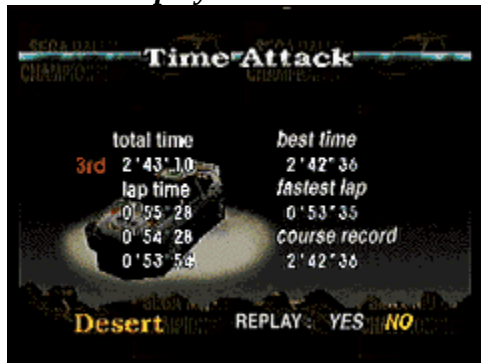 Time Attack
total time
3rd 2'43"10
lap time
0'55"28
0'54"28
0'53"54
best time
2'42"36
fastest lap
0'53"35
course record
2'42"36
Desert
REPLAY : YES NO